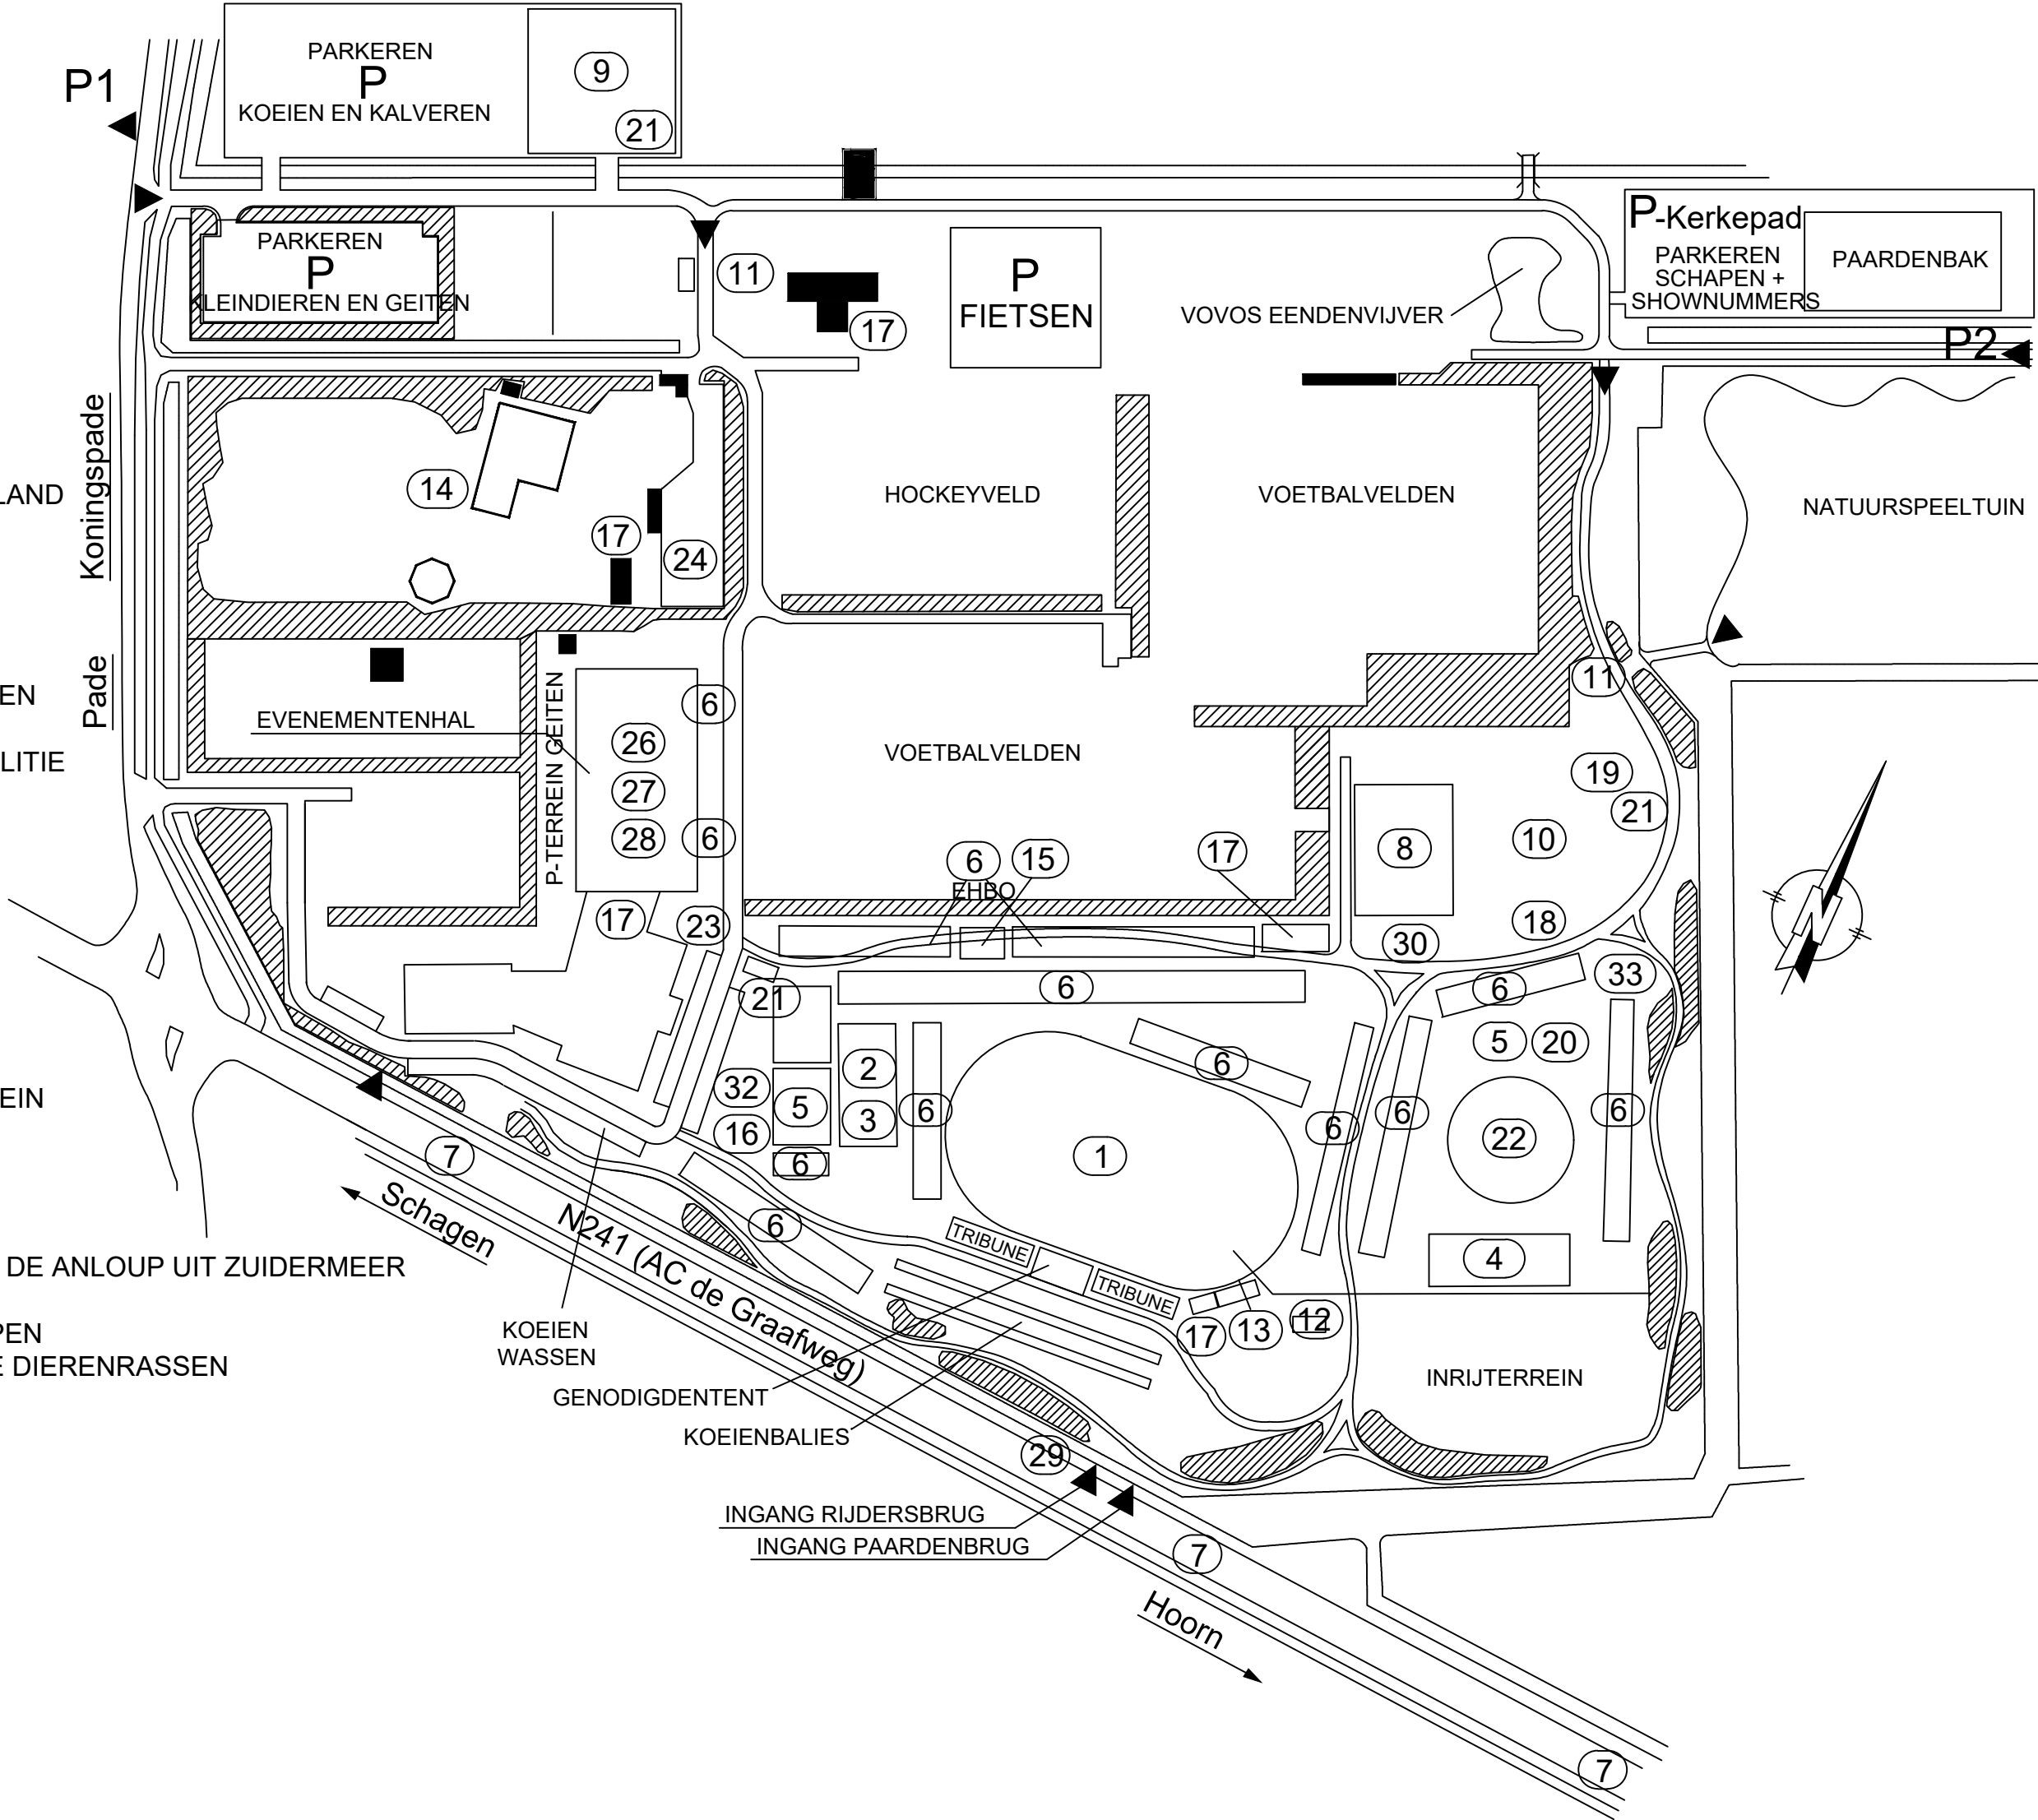 P1
PARKEREN
P
KOEIEN EN KALVEREN
9
21
PARKEREN
P
KLEINDIEREN EN GEITEN
11
17
P
FIETSEN
VOVOS EENDENVIJVER
P-Kerkepad
PARKEREN
SCHAPEN +
SHOWNUMMERS
PAARDENBAK
P2
Koningspade
LAND
14
17
24
HOCKEYVELD
VOETBALVELDEN
NATUURSPEELTUIN
Pade
EN
LITIE
EVENEMENTENHAL
P-TERREIN GEITEN
6
26
27
28
6
VOETBALVELDEN
11
19
21
10
8
6
15
17
EHBO
17
23
18
30
33
21
6
6
5
20
6
32
16
5
6
2
3
6
1
6
6
22
6
4
EIN
7
Schagen
N241 (AC de Graafweg)
6
TRIBUNE
TRIBUNE
17
13
12
DE ANLOUP UIT ZUIDERMEER
PEN
E DIERENRASSEN
KOEIEN
WASSEN
GENODIGDENTENT
KOEIENBALIES
INRIJTERREIN
29
INGANG RIJDERSBRUG
INGANG PAARDENBRUG
7
Hoorn
7